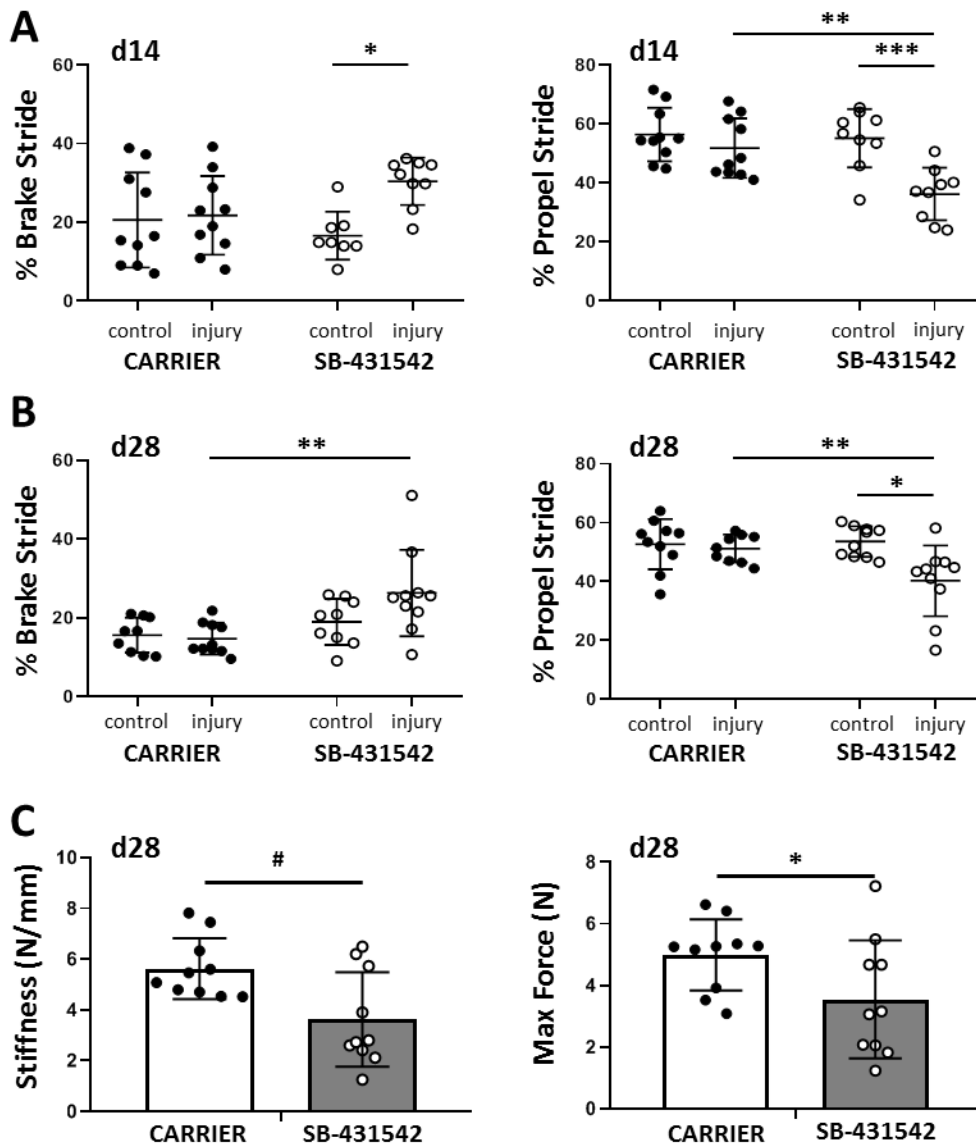 A
d14
% Brake Stride
60
40
20
0
*
control injury control injury
CARRIER SB-431542
d14
% Propel Stride
80
60
40
20
0
**
***
control injury control injury
CARRIER SB-431542
B
d28
% Brake Stride
60
40
20
0
**
control injury control injury
CARRIER SB-431542
d28
% Propel Stride
80
60
40
20
0
**
*
control injury control injury
CARRIER SB-431542
C
d28
Stiffness (N/mm)
10
8
6
4
2
0
#
CARRIER SB-431542
d28
Max Force (N)
8
6
4
2
0
*
CARRIER SB-431542